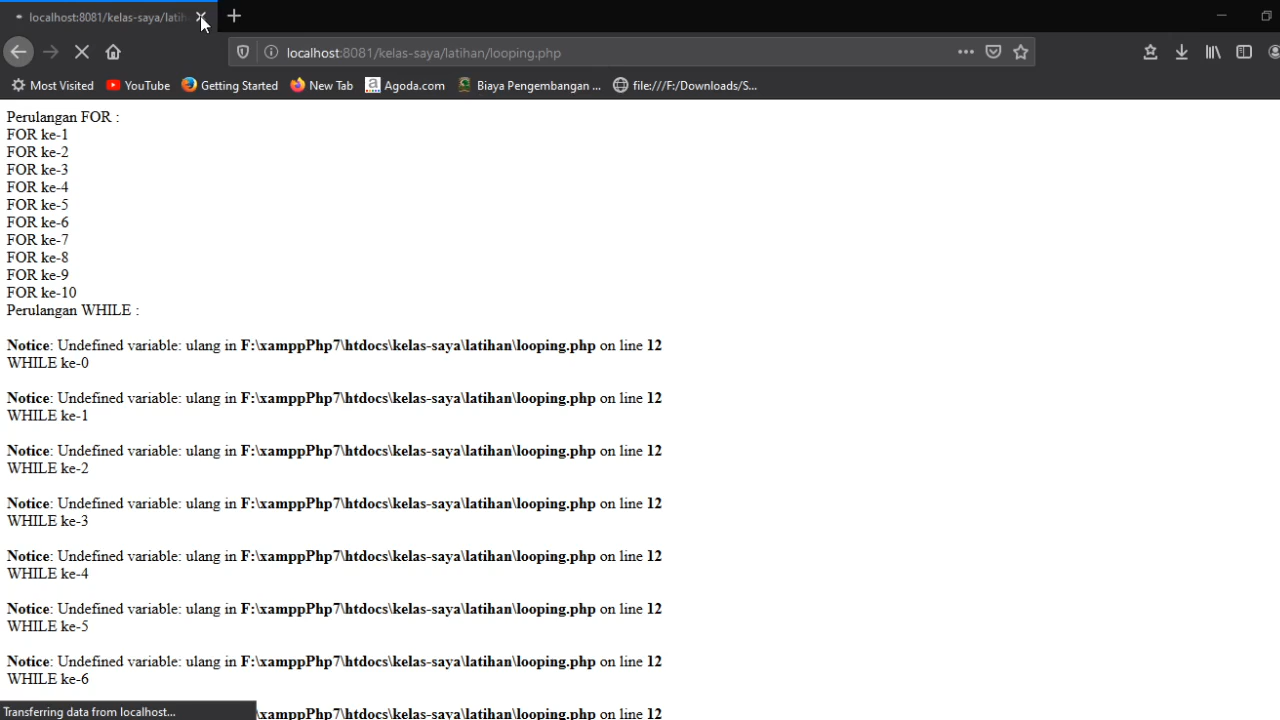 localhost:8081/kelas-saya/latih
localhost:8081/kelas-saya/latihan/looping.php
Most Visited YouTube Getting Started New Tab Agoda.com Biaya Pengembangan ... file:///F:/Downloads/S...
Perulangan FOR :
FOR ke-1
FOR ke-2
FOR ke-3
FOR ke-4
FOR ke-5
FOR ke-6
FOR ke-7
FOR ke-8
FOR ke-9
FOR ke-10
Perulangan WHILE :
Notice: Undefined variable: ulang in F:\xamppPhp7\htdocs\kelas-saya\latihan\looping.php on line 12
WHILE ke-0
Notice: Undefined variable: ulang in F:\xamppPhp7\htdocs\kelas-saya\latihan\looping.php on line 12
WHILE ke-1
Notice: Undefined variable: ulang in F:\xamppPhp7\htdocs\kelas-saya\latihan\looping.php on line 12
WHILE ke-2
Notice: Undefined variable: ulang in F:\xamppPhp7\htdocs\kelas-saya\latihan\looping.php on line 12
WHILE ke-3
Notice: Undefined variable: ulang in F:\xamppPhp7\htdocs\kelas-saya\latihan\looping.php on line 12
WHILE ke-4
Notice: Undefined variable: ulang in F:\xamppPhp7\htdocs\kelas-saya\latihan\looping.php on line 12
WHILE ke-5
Notice: Undefined variable: ulang in F:\xamppPhp7\htdocs\kelas-saya\latihan\looping.php on line 12
WHILE ke-6
Transferring data from localhost... \xamppPhp7\htdocs\kelas-saya\latihan\looping.php on line 12